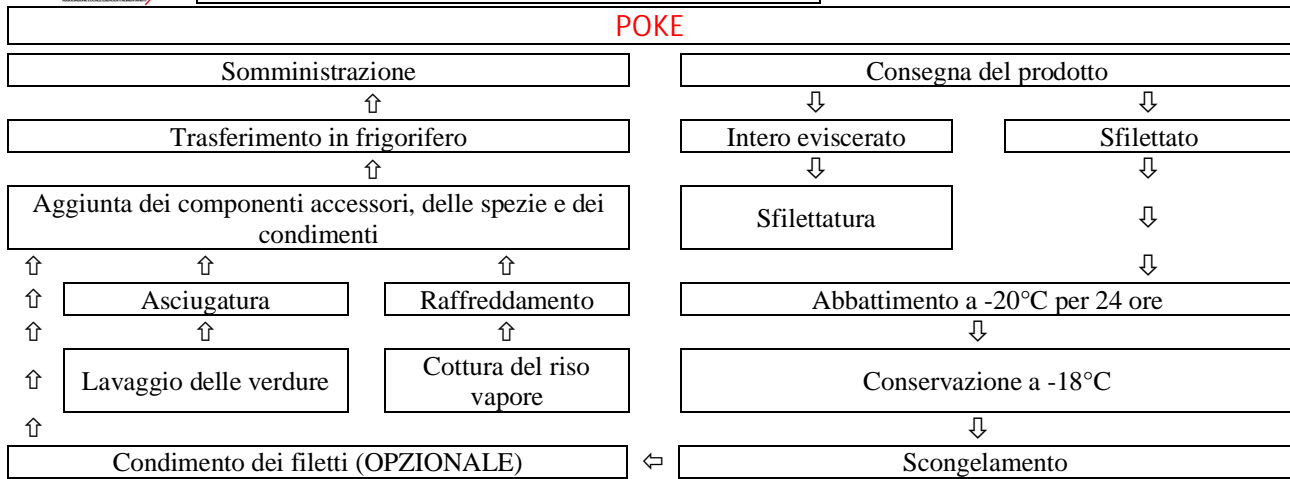 POKE
Somministrazione
Consegna del prodotto
⇧
⇩
⇩
Trasferimento in frigorifero
Intero eviscerato
Sfilettato
⇧
⇩
⇩
Aggiunta dei componenti accessori, delle spezie e dei
condimenti
Sfilettatura
⇩
⇧
⇧
⇧
⇩
⇧
Asciugatura
Raffreddamento
Abbattimento a -20°C per 24 ore
⇧
⇧
⇧
⇩
⇧
Lavaggio delle verdure
Cottura del riso
vapore
Conservazione a -18°C
⇧
⇩
Condimento dei filetti (OPZIONALE)
⇦
Scongelamento